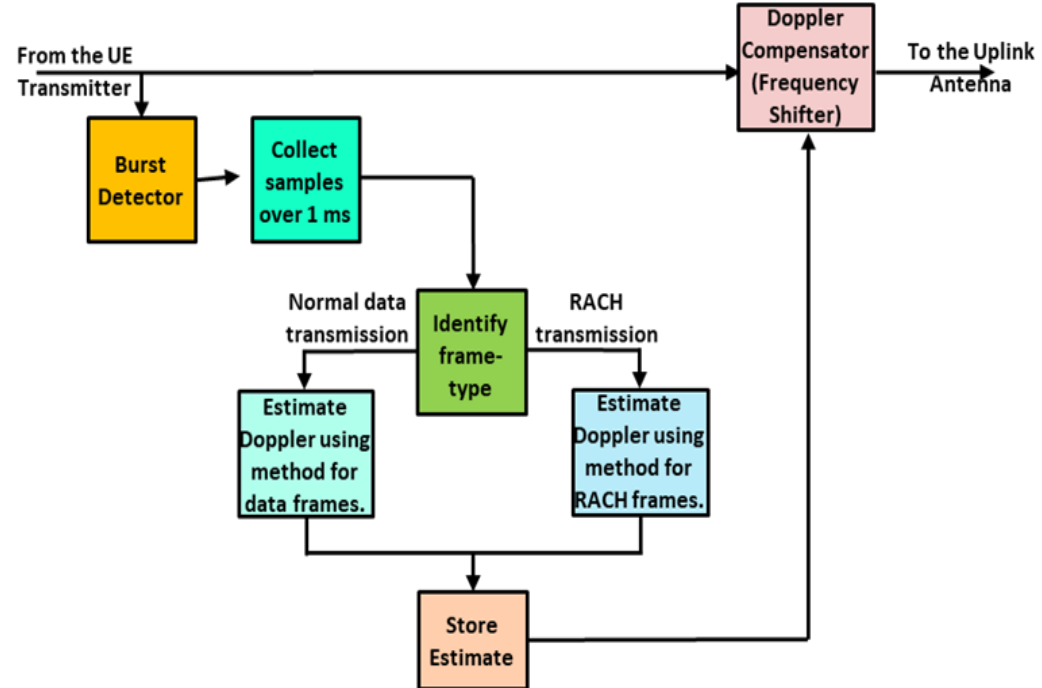 From the UE
Transmitter
Doppler
Compensator
(Frequency
Shifter)
To the Uplink
Antenna
Burst
Detector
Collect
samples
over 1 ms
Normal data
transmission
Identify
frame-
type
RACH
transmission
Estimate
Doppler using
method for
data frames.
Estimate
Doppler using
method for
RACH frames.
Store
Estimate